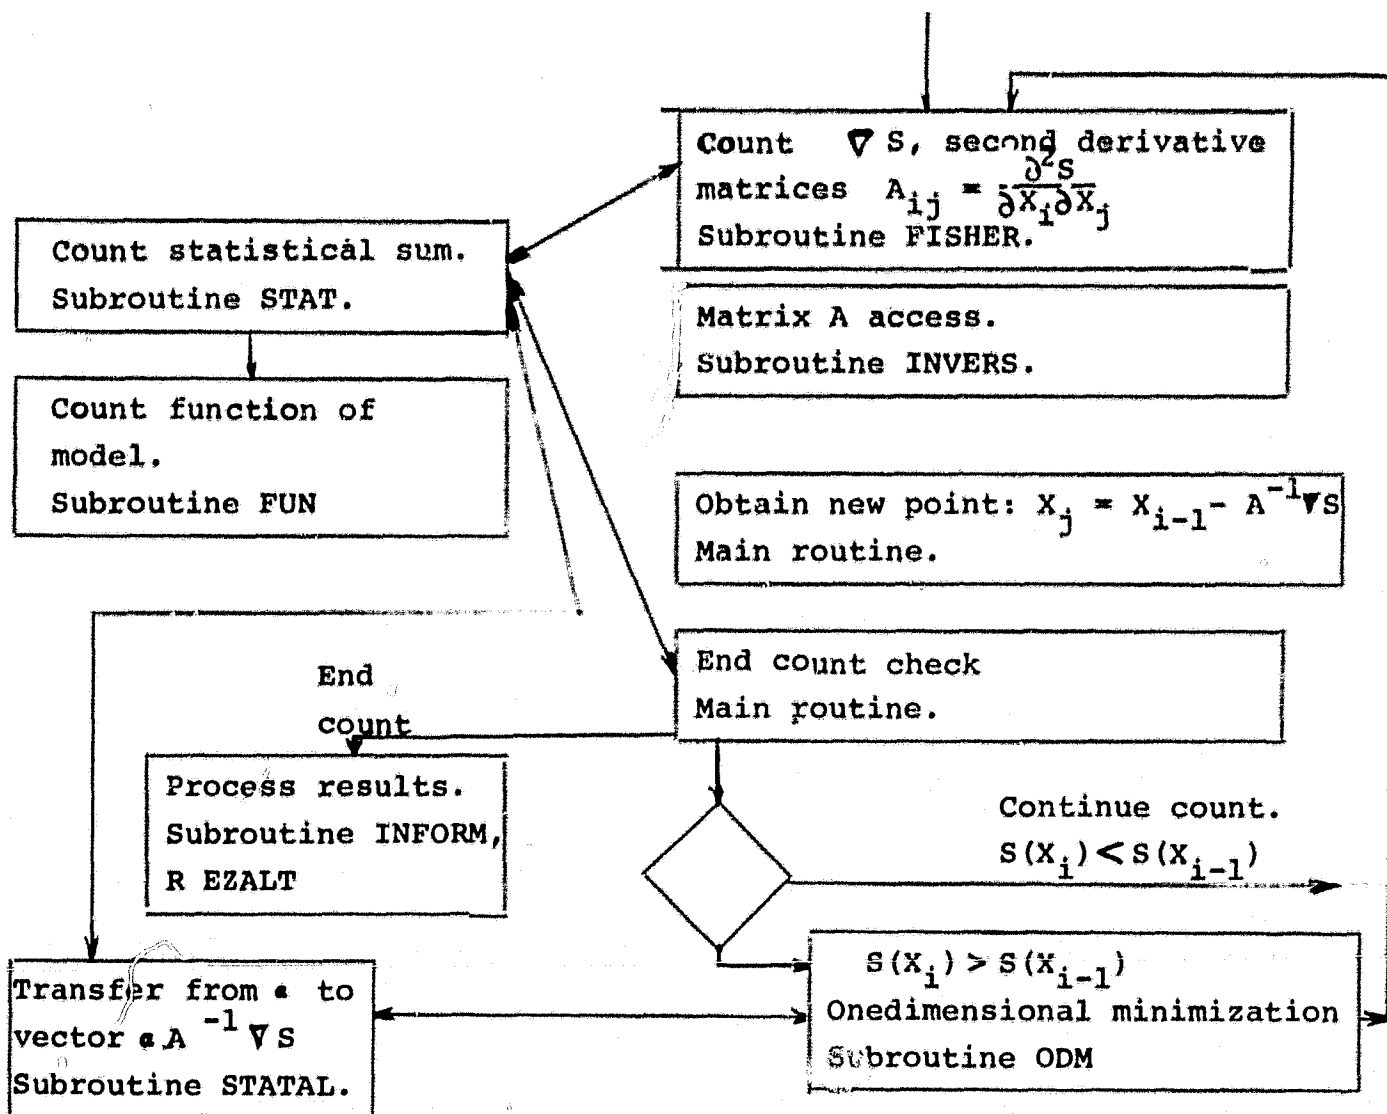 Count ∇ S, second derivative
matrices A_ij = ∂²S / ∂X_i ∂X_j
Subroutine FISHER.
Count statistical sum.
Subroutine STAT.
Matrix A access.
Subroutine INVERS.
Count function of
model.
Subroutine FUN
Obtain new point: X_j = X_i-1 - A^-1 ∇S
Main routine.
End count check
Main routine.
End
count
Process results.
Subroutine INFORM,
R EZALT
Continue count.
S(X_i) < S(X_i-1)
S(X_i) > S(X_i-1)
Onedimensional minimization
Subroutine ODM
Transfer from α to
vector α A^-1 ∇ S
Subroutine STATAL.